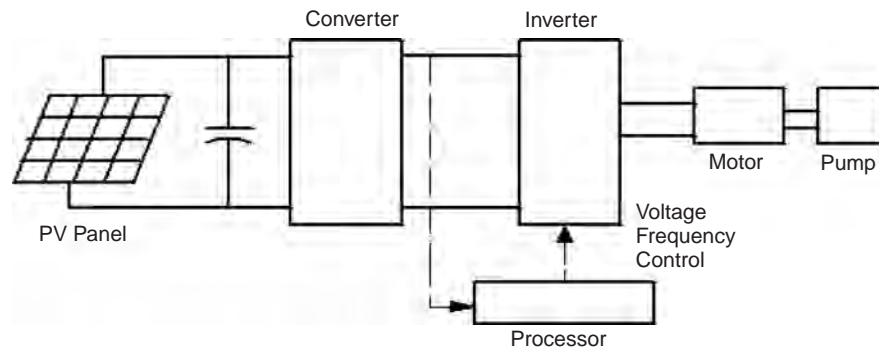 Converter
Inverter
Motor
Pump
PV Panel
Voltage
Frequency
Control
Processor